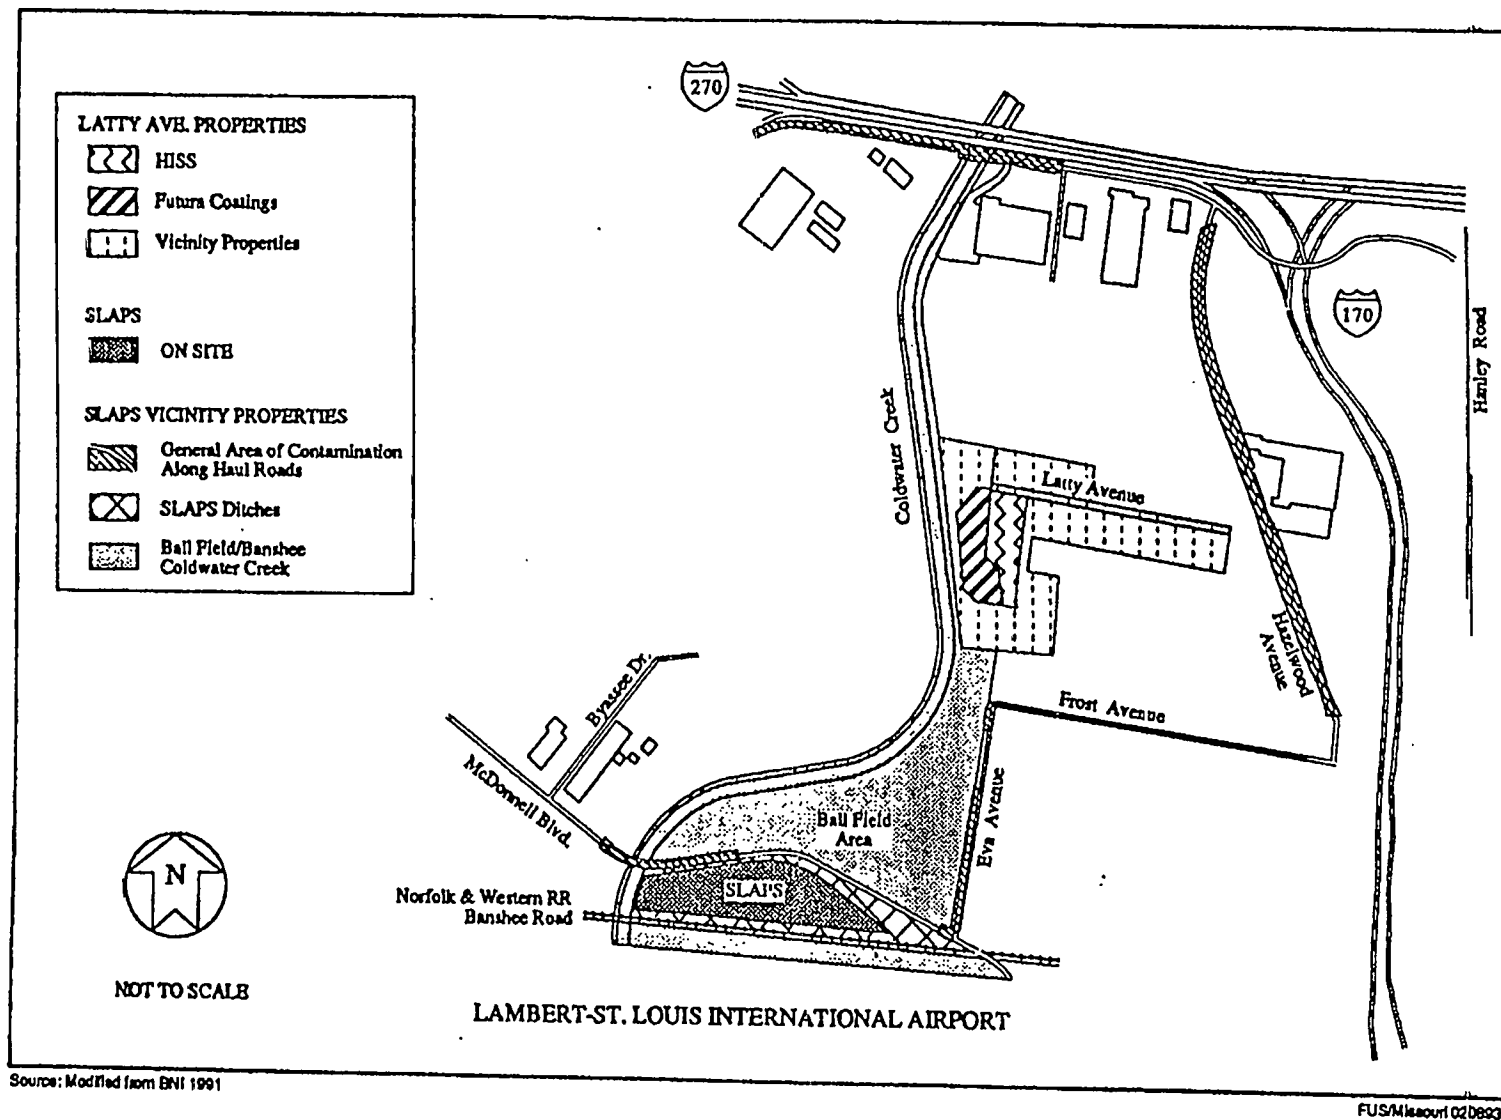 270
LATTY AVE. PROPERTIES
HISS
Futura Coatings
Vicinity Properties
SLAPS
ON SITE
SLAPS VICINITY PROPERTIES
General Area of Contamination
Along Haul Roads
SLAPS Ditches
Ball Field/Banshee
Coldwater Creek
170
Hanley Road
Coldwater Creek
Latty Avenue
Hazelwood
Avenue
Byassee Dr.
Frost Avenue
McDonnell Blvd.
Ball Field
Area
Eva Avenue
N
SLAPS
Norfolk & Western RR
Banshee Road
NOT TO SCALE
LAMBERT-ST. LOUIS INTERNATIONAL AIRPORT
Source: Modified from BNI 1991
FUS/Missouri 020893